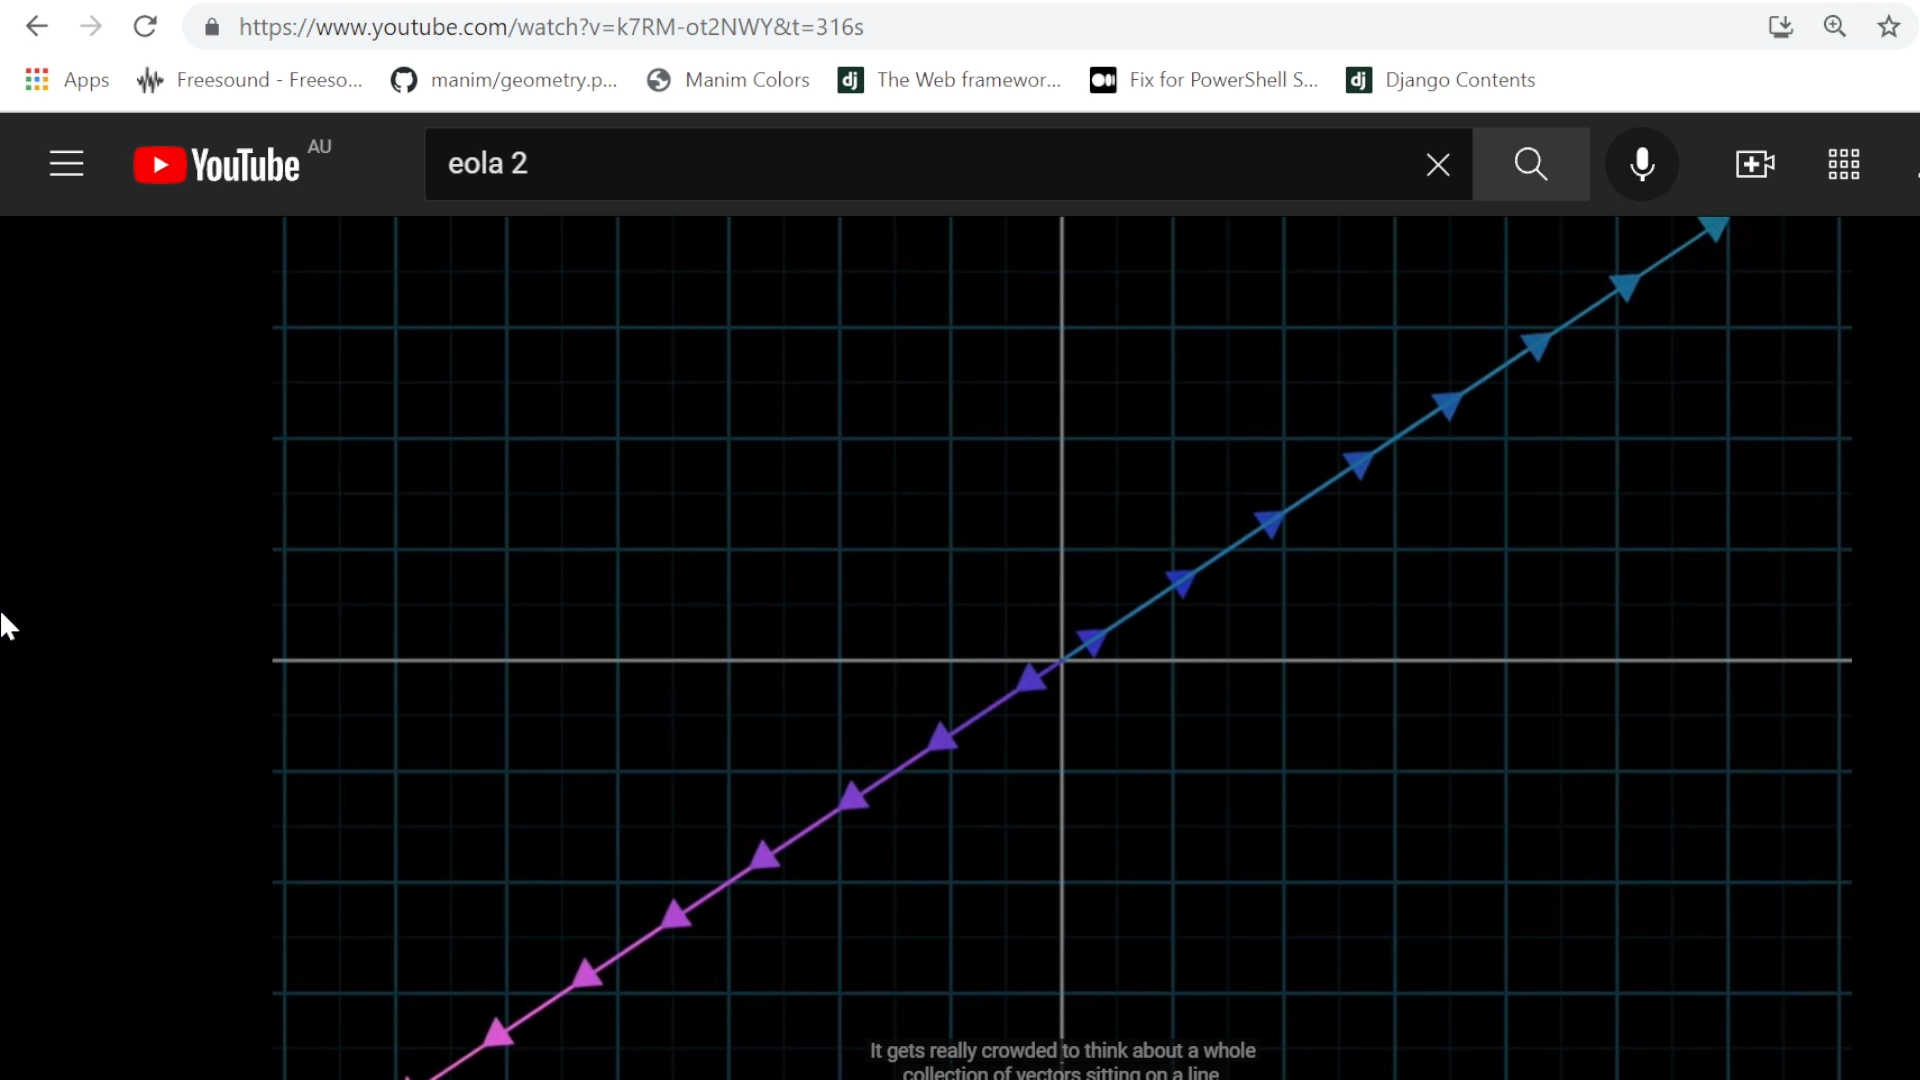 https://www.youtube.com/watch?v=k7RM-ot2NWY&t=316s
Apps Freesound - Freeso... manim/geometry.p... Manim Colors dj The Web framewor... Fix for PowerShell S... dj Django Contents
YouTube AU eola 2
It gets really crowded to think about a whole
collection of vectors sitting on a line